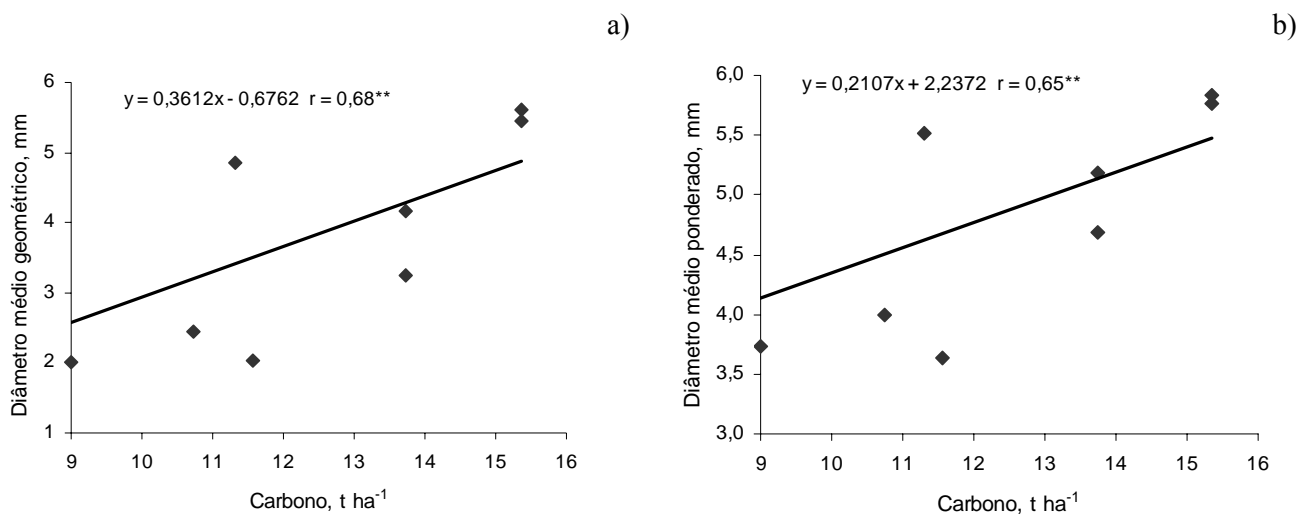 a)
y = 0,3612x - 0,6762 r = 0,68**
Diâmetro médio geométrico, mm
6
5
4
3
2
1
9 10 11 12 13 14 15 16
Carbono, t ha⁻¹
b)
y = 0,2107x + 2,2372 r = 0,65**
Diâmetro médio ponderado, mm
6,0
5,5
5,0
4,5
4,0
3,5
3,0
9 10 11 12 13 14 15 16
Carbono, t ha⁻¹